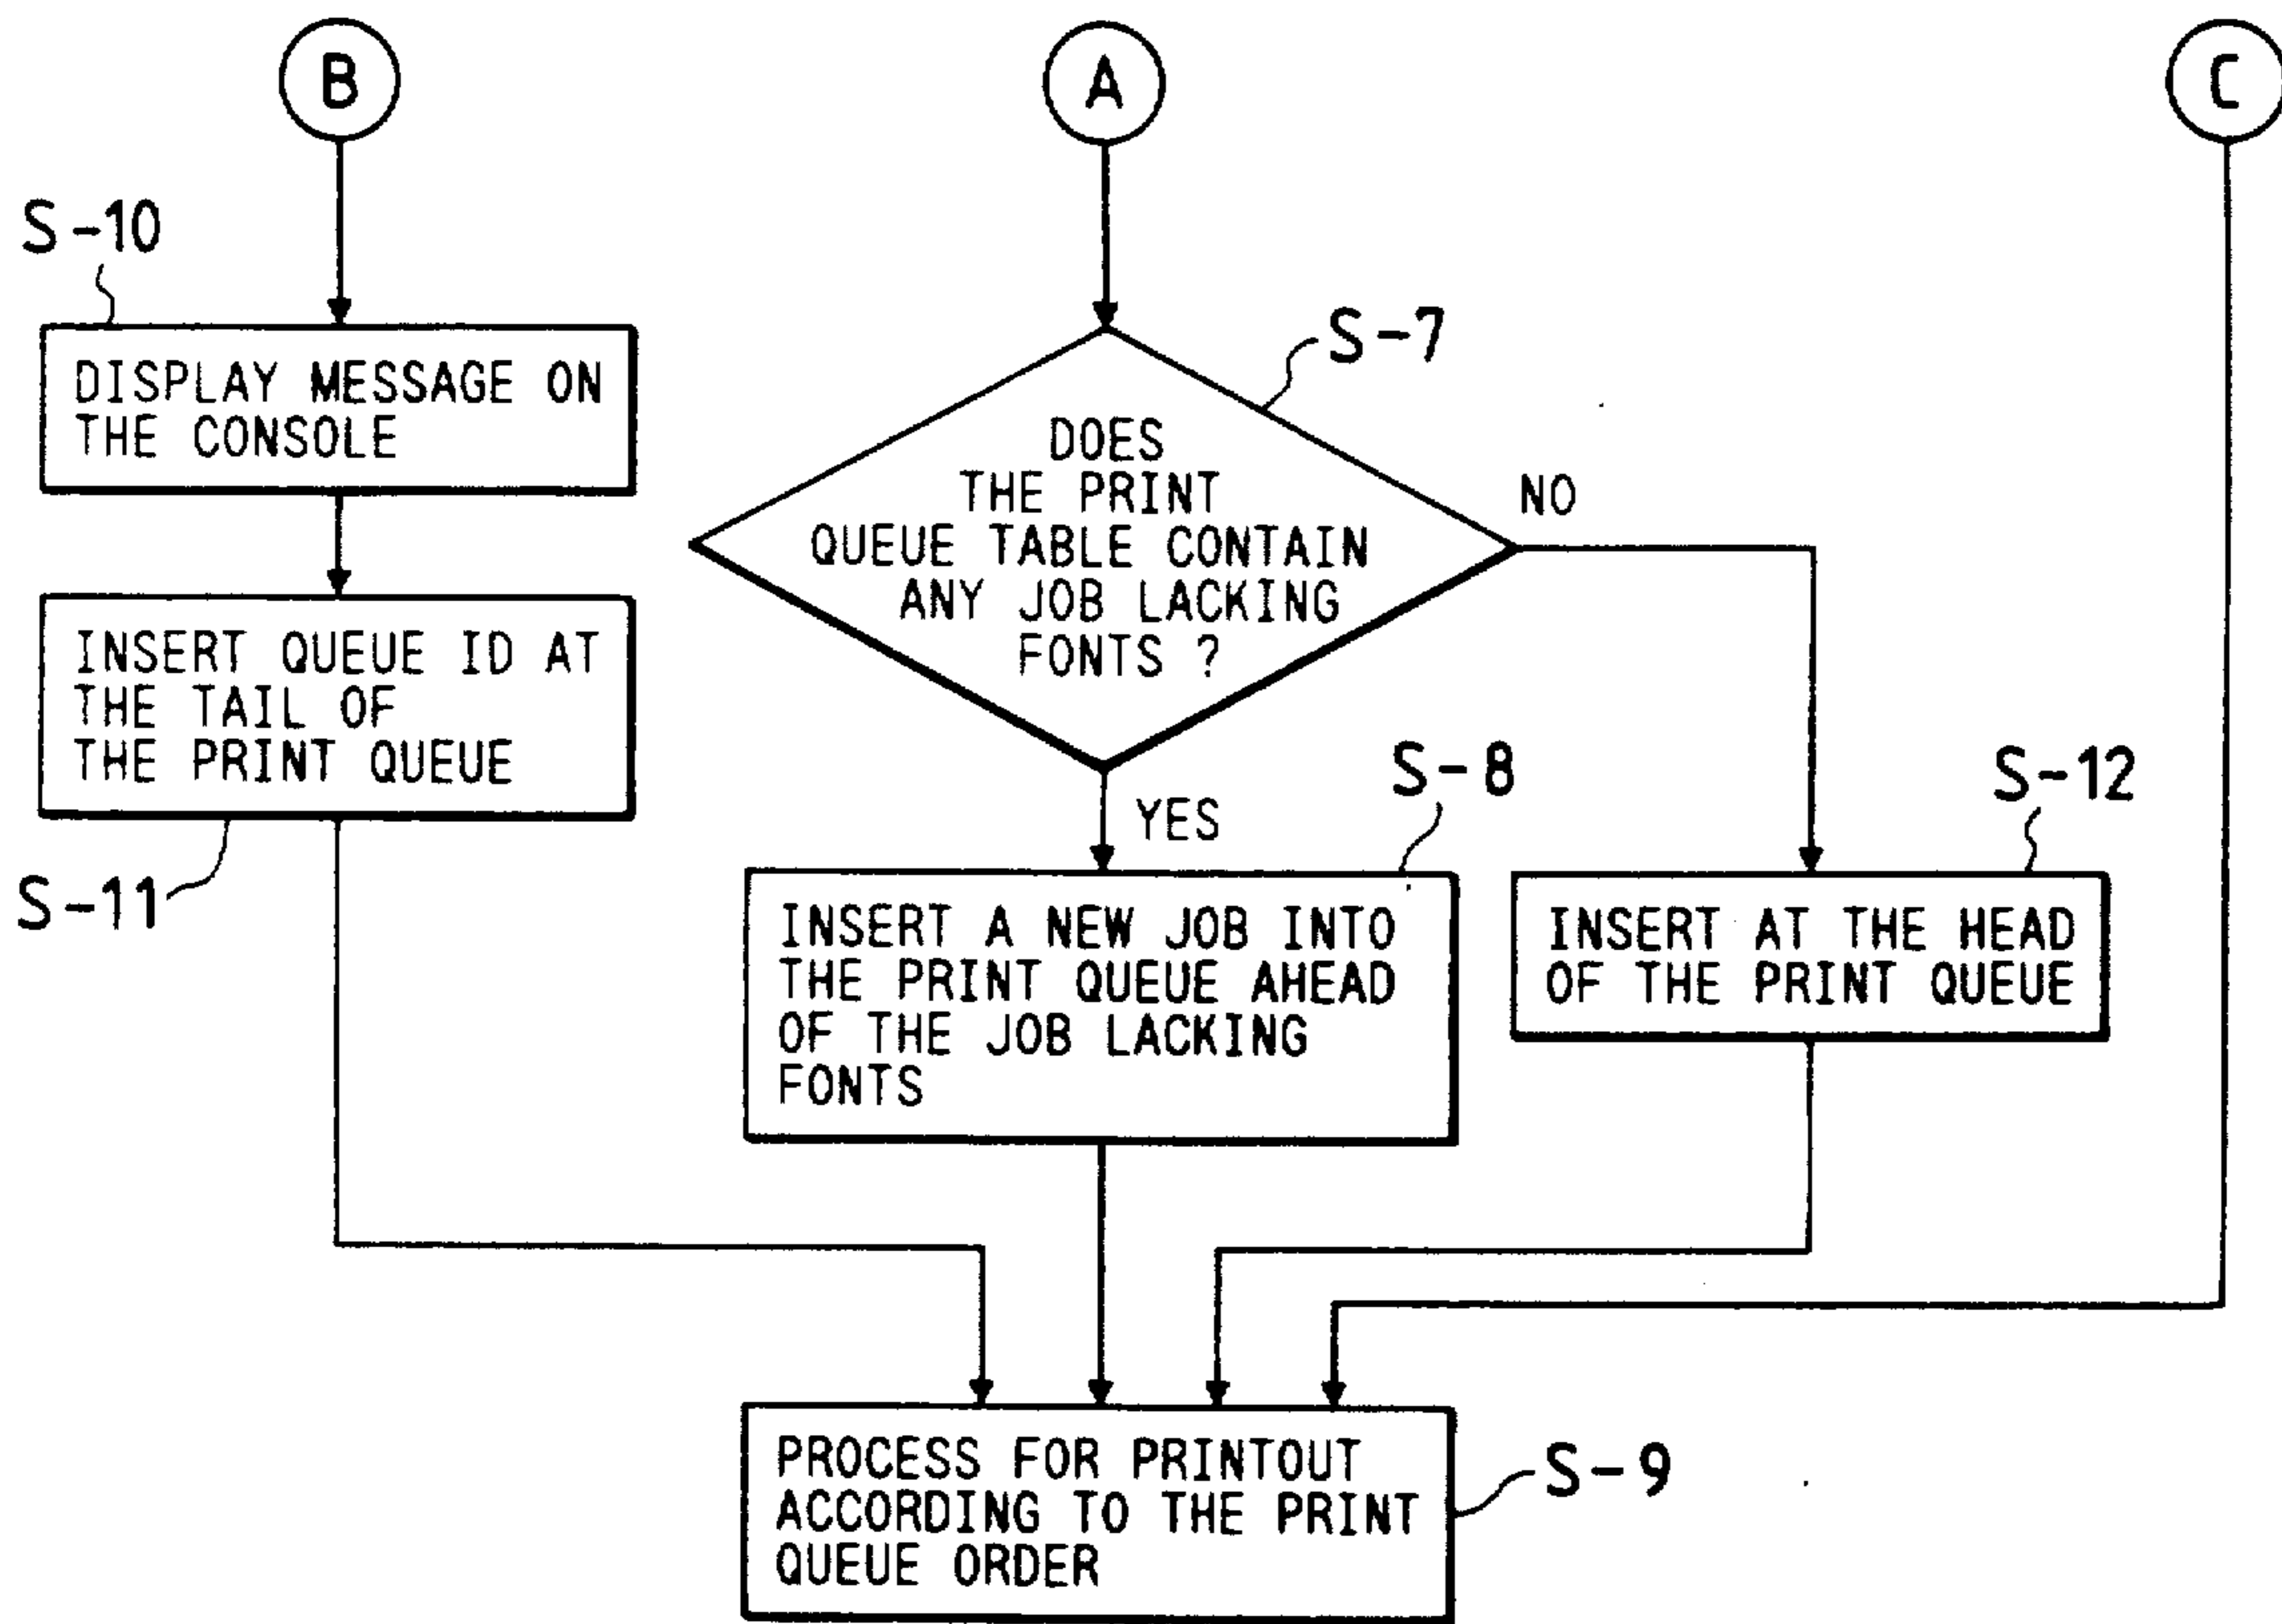 B
A
C
S-10
DISPLAY MESSAGE ON
THE CONSOLE
INSERT QUEUE ID AT
THE TAIL OF
THE PRINT QUEUE
S-11
S-7
DOES
THE PRINT
QUEUE TABLE CONTAIN
ANY JOB LACKING
FONTS ?
NO
YES
S-8
INSERT A NEW JOB INTO
THE PRINT QUEUE AHEAD
OF THE JOB LACKING
FONTS
S-12
INSERT AT THE HEAD
OF THE PRINT QUEUE
PROCESS FOR PRINTOUT
ACCORDING TO THE PRINT
QUEUE ORDER
S-9